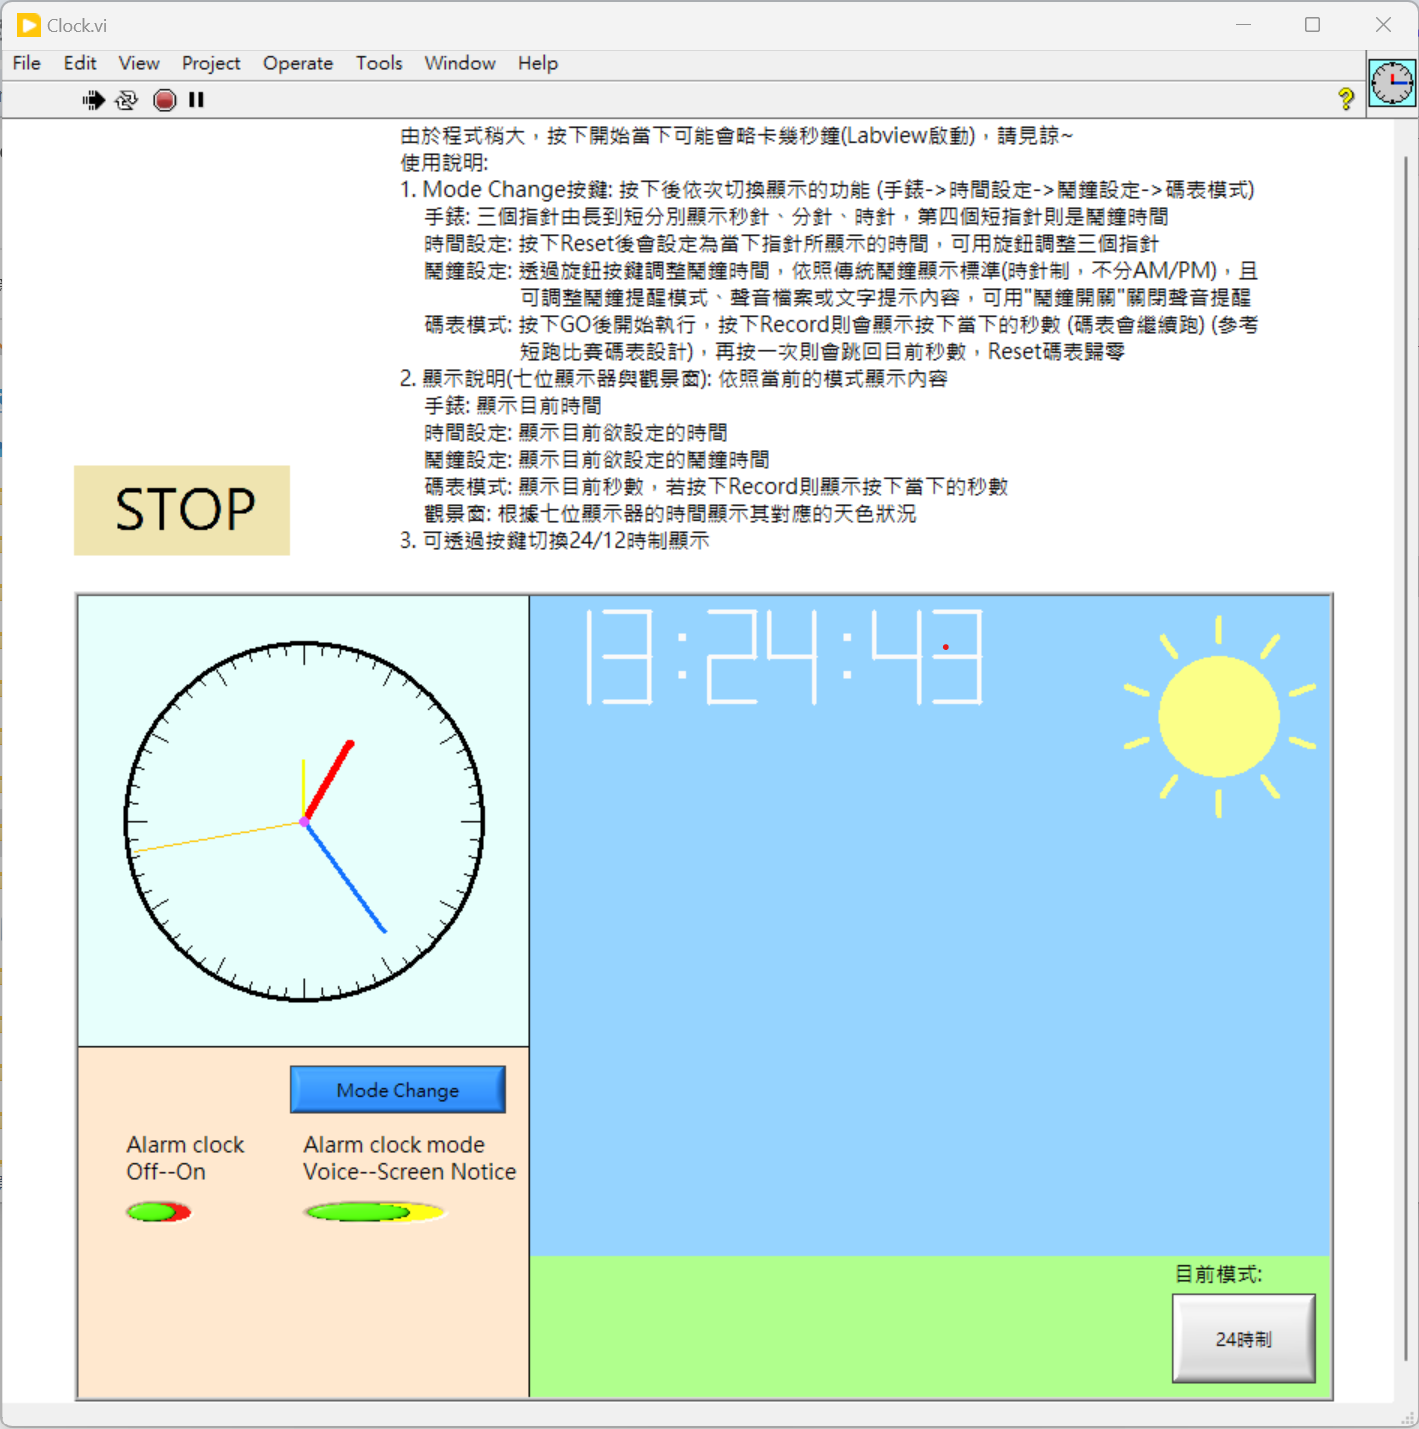 Clock.vi
File Edit View Project Operate Tools Window Help
由於程式稍大，按下開始當下可能會略卡幾秒鐘(Labview啟動)，請見諒~
使用說明:
1. Mode Change按鍵: 按下後依次切換顯示的功能 (手錶->時間設定->鬧鐘設定->碼表模式)
手錶: 三個指針由長到短分別顯示秒針、分針、時針，第四個短指針則是鬧鐘時間
時間設定: 按下Reset後會設定為當下指針所顯示的時間，可用旋鈕調整三個指針
鬧鐘設定: 透過旋鈕按鍵調整鬧鐘時間，依照傳統鬧鐘顯示標準(時針制，不分AM/PM)，且
可調整鬧鐘提醒模式、聲音檔案或文字提示內容，可用"鬧鐘開關"關閉聲音提醒
碼表模式: 按下GO後開始執行，按下Record則會顯示按下當下的秒數 (碼表會繼續跑) (參考
短跑比賽碼表設計)，再按一次則會跳回目前秒數，Reset碼表歸零
2. 顯示說明(七位顯示器與觀景窗): 依照當前的模式顯示內容
手錶: 顯示目前時間
時間設定: 顯示目前欲設定的時間
鬧鐘設定: 顯示目前欲設定的鬧鐘時間
碼表模式: 顯示目前秒數，若按下Record則顯示按下當下的秒數
觀景窗: 根據七位顯示器的時間顯示其對應的天色狀況
3. 可透過按鍵切換24/12時制顯示
STOP
13:24:43
Mode Change
Alarm clock
Off--On
Alarm clock mode
Voice--Screen Notice
目前模式:
24時制